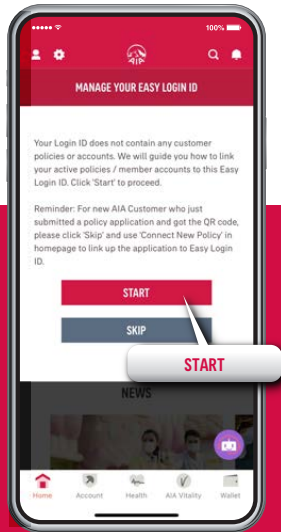 100%
AIA
MANAGE YOUR EASY LOGIN ID
Your Login ID does not contain any customer
policies or accounts. We will guide you how to link
your active policies / member accounts to this Easy
Login ID. Click 'Start' to proceed.
Reminder: For new AIA Customer who just
submitted a policy application and got the QR code,
please click 'Skip' and use 'Connect New Policy' in
homepage to link up the application to Easy Login
ID.
START
SKIP
START
NEWS
Home Account Health AIA Vitality Wallet